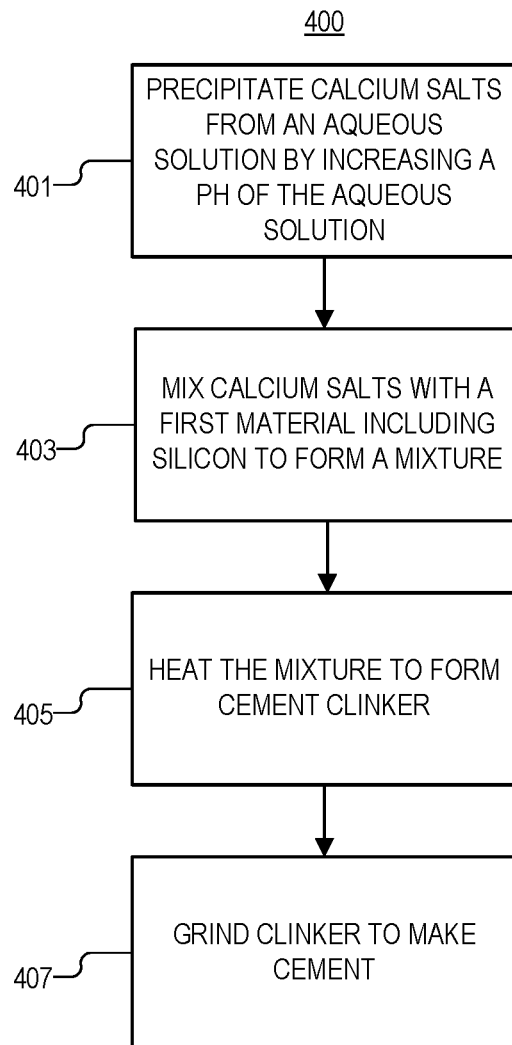 400
PRECIPITATE CALCIUM SALTS
FROM AN AQUEOUS
SOLUTION BY INCREASING A
PH OF THE AQUEOUS
SOLUTION
401
MIX CALCIUM SALTS WITH A
FIRST MATERIAL INCLUDING
SILICON TO FORM A MIXTURE
403
HEAT THE MIXTURE TO FORM
CEMENT CLINKER
405
GRIND CLINKER TO MAKE
CEMENT
407